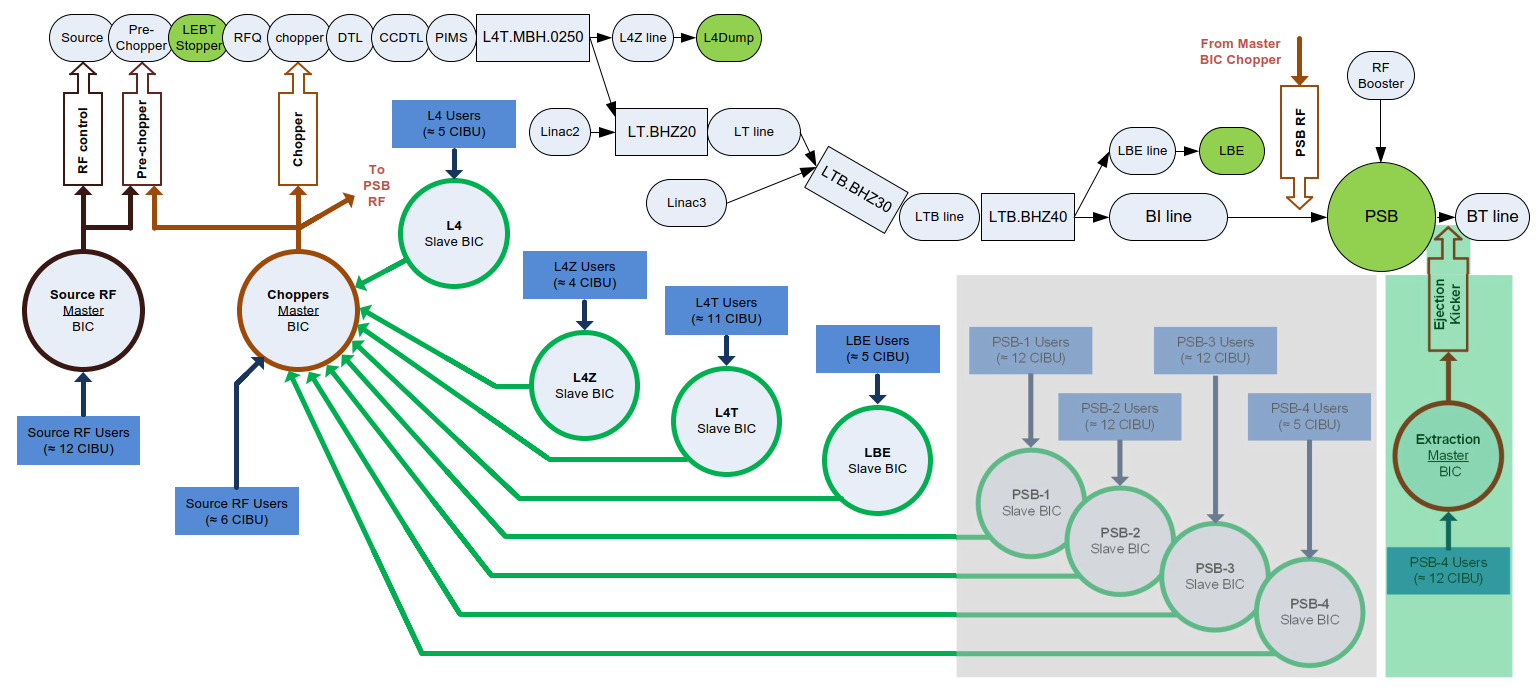 Source
Pre-
Chopper
LEBT
Stopper
RFQ
chopper
DTL
CCDTL
PIMS
L4T.MBH.0250
L4Z line
L4Dump
From Master
BIC Chopper
RF
Booster
RF control
Pre-chopper
Chopper
L4 Users
(≈ 5 CIBU)
Linac2
LT.BHZ20
LT line
PSB RF
LBE line
LBE
To
PSB
RF
Linac3
LTB.BHZ30
LTB line
LTB.BHZ40
BI line
PSB
BT line
L4
Slave BIC
Source RF
Master
BIC
Choppers
Master
BIC
L4Z Users
(≈ 4 CIBU)
L4T Users
(≈ 11 CIBU)
LBE Users
(≈ 5 CIBU)
Ejection
Kicker
PSB-1 Users
(≈ 12 CIBU)
PSB-3 Users
(≈ 12 CIBU)
PSB-2 Users
(≈ 12 CIBU)
PSB-4 Users
(≈ 5 CIBU)
L4Z
Slave BIC
L4T
Slave BIC
LBE
Slave BIC
Extraction
Master
BIC
Source RF Users
(≈ 12 CIBU)
Source RF Users
(≈ 6 CIBU)
PSB-1
Slave BIC
PSB-2
Slave BIC
PSB-3
Slave BIC
PSB-4
Slave BIC
PSB-4 Users
(≈ 12 CIBU)